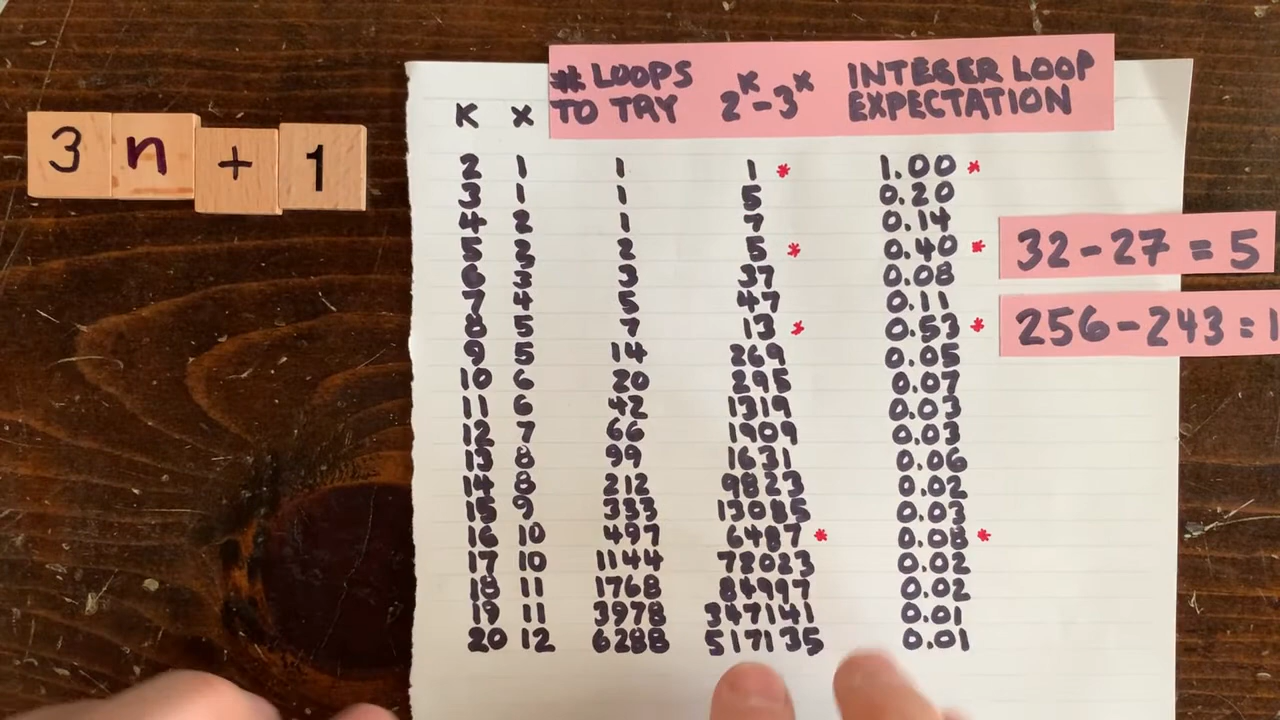 3 n + 1
# LOOPS TO TRY 2^K-3^X INTEGER LOOP EXPECTATION
K X
2 1 1 1 * 1.00 *
3 1 1 5 0.20
4 2 1 7 0.14
5 3 2 5 * 0.40 *
6 3 3 37 0.08
7 4 5 47 0.11
8 5 7 13 * 0.53 *
9 5 14 269 0.05
10 6 20 295 0.07
11 6 42 1319 0.03
12 7 66 1909 0.03
13 8 99 1631 0.06
14 8 212 9823 0.02
15 9 333 13085 0.03
16 10 497 6487 * 0.08 *
17 10 1144 72023 0.02
18 11 1768 84997 0.02
19 11 3978 347141 0.01
20 12 6288 517135 0.01
32-27=5
256-243=1